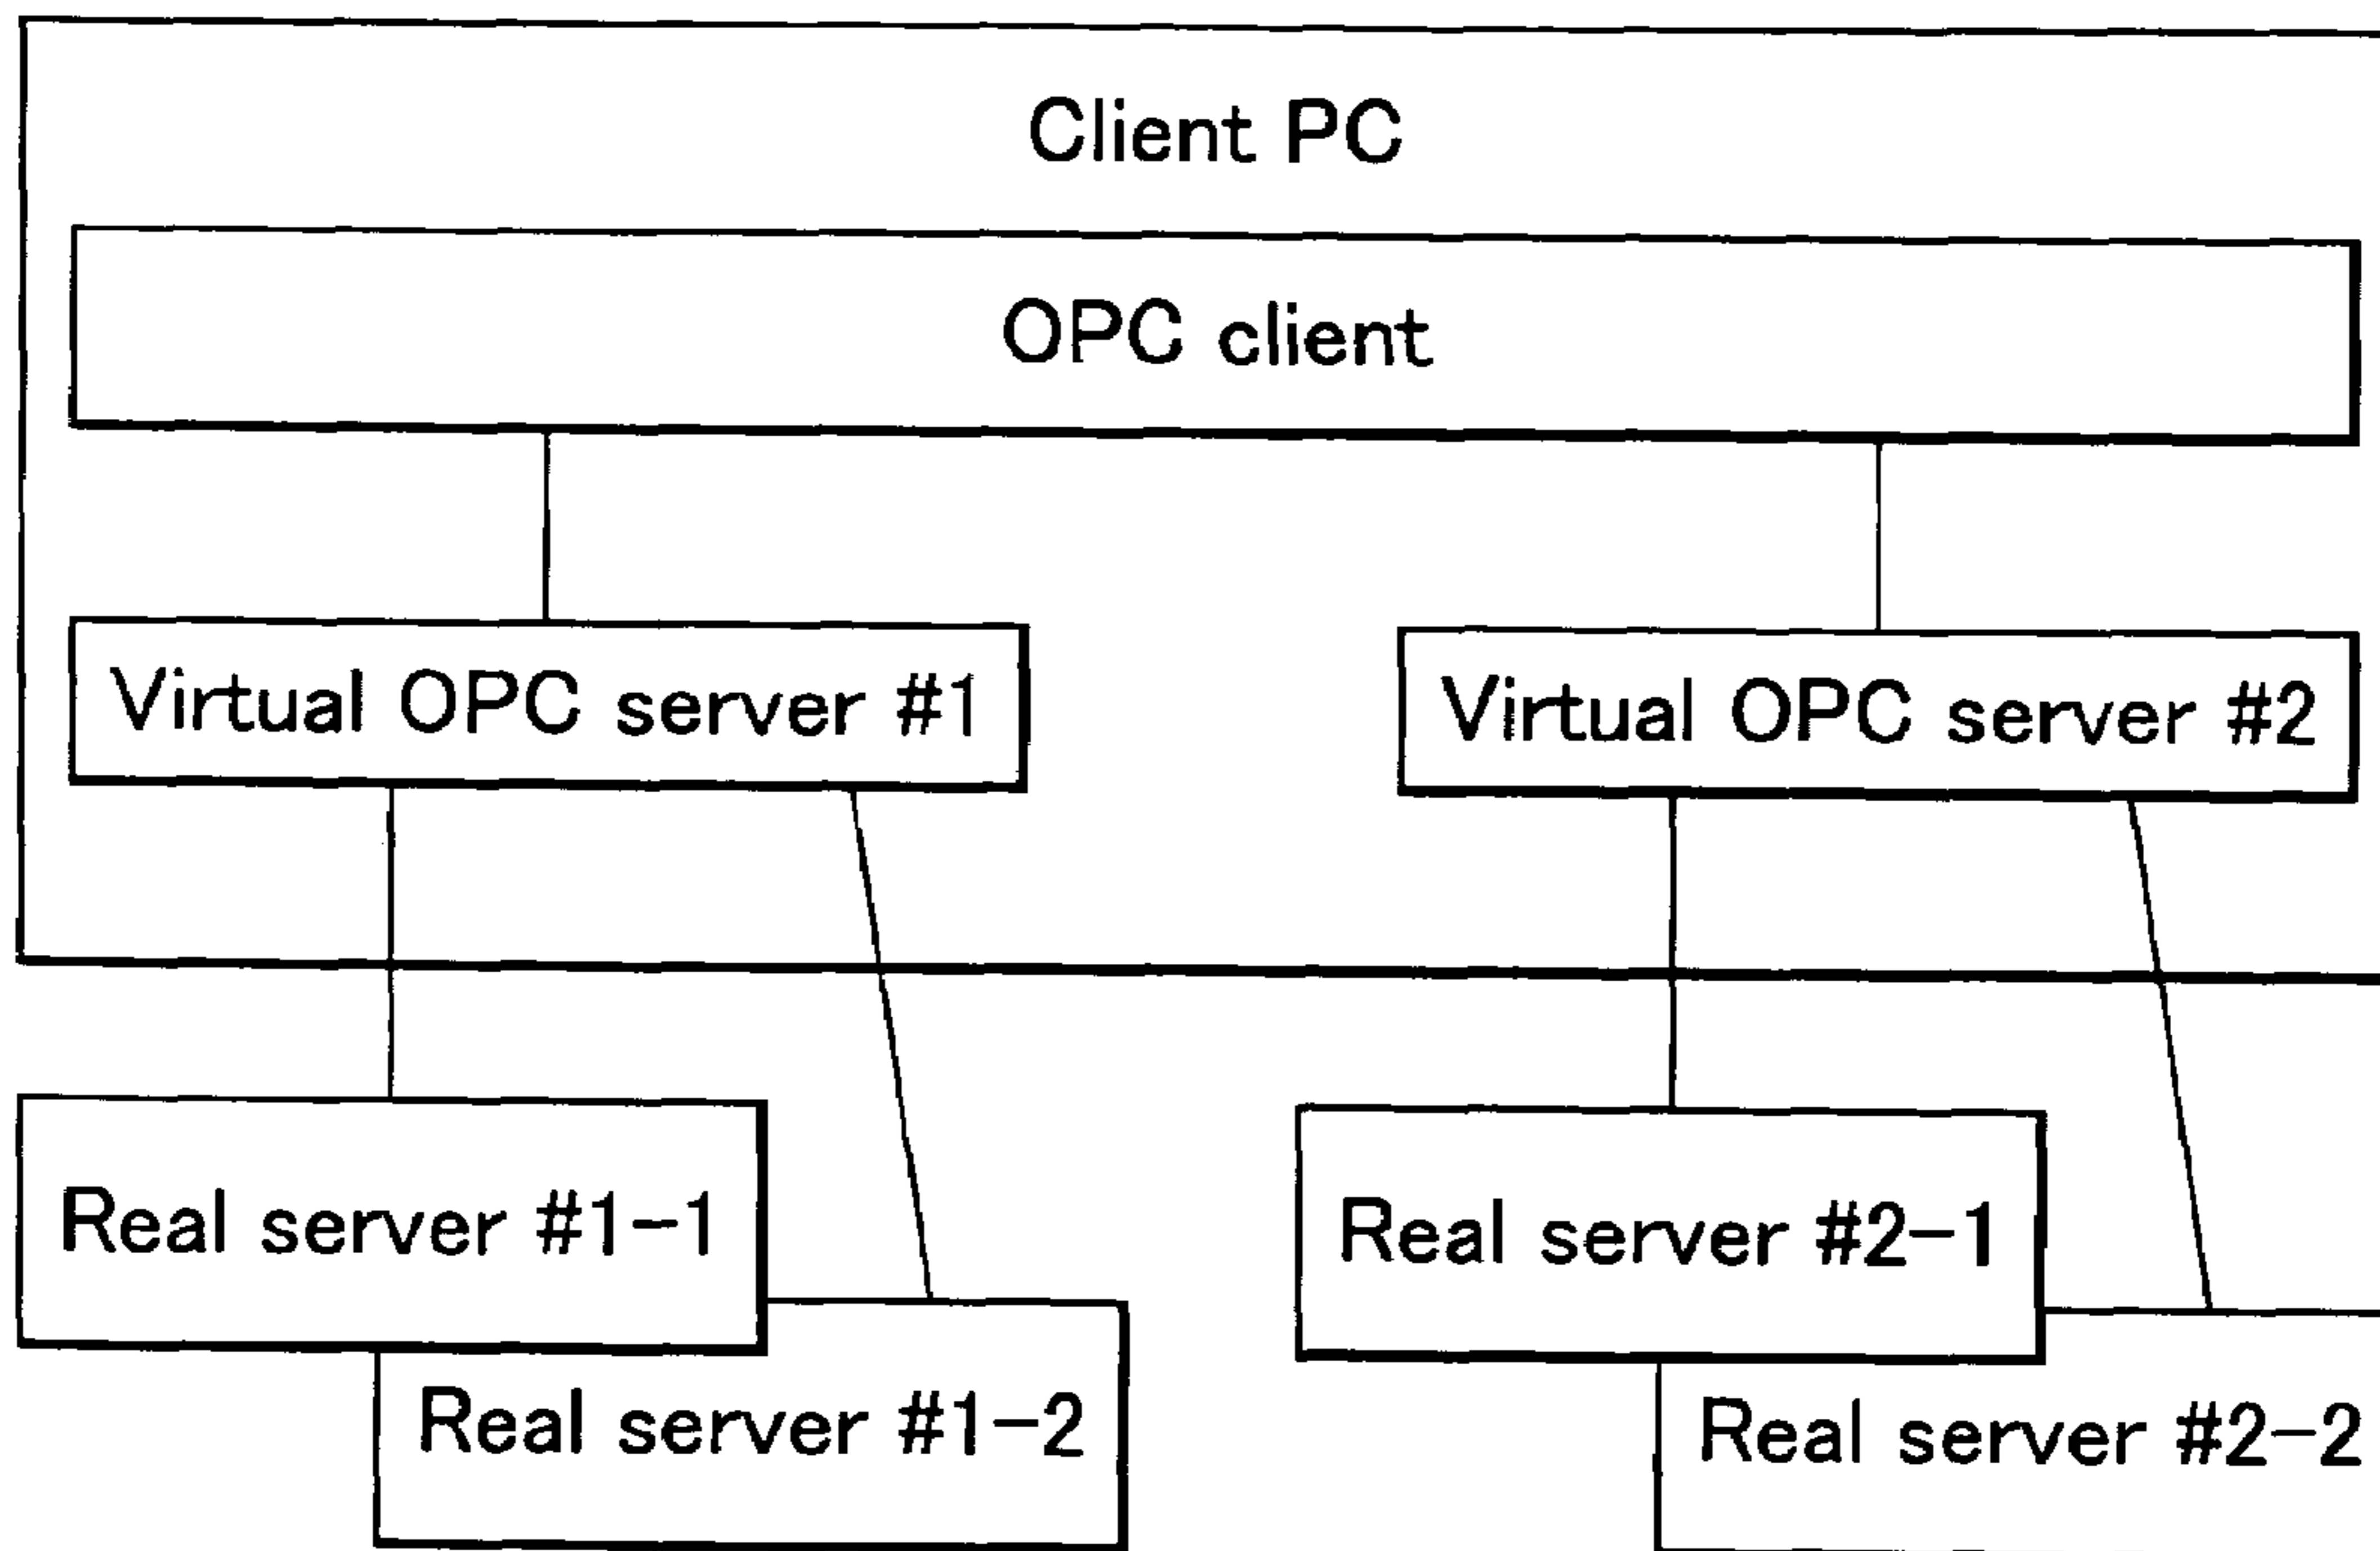 Client PC
OPC client
Virtual OPC server #1
Virtual OPC server #2
Real server #1-1
Real server #2-1
Real server #1-2
Real server #2-2